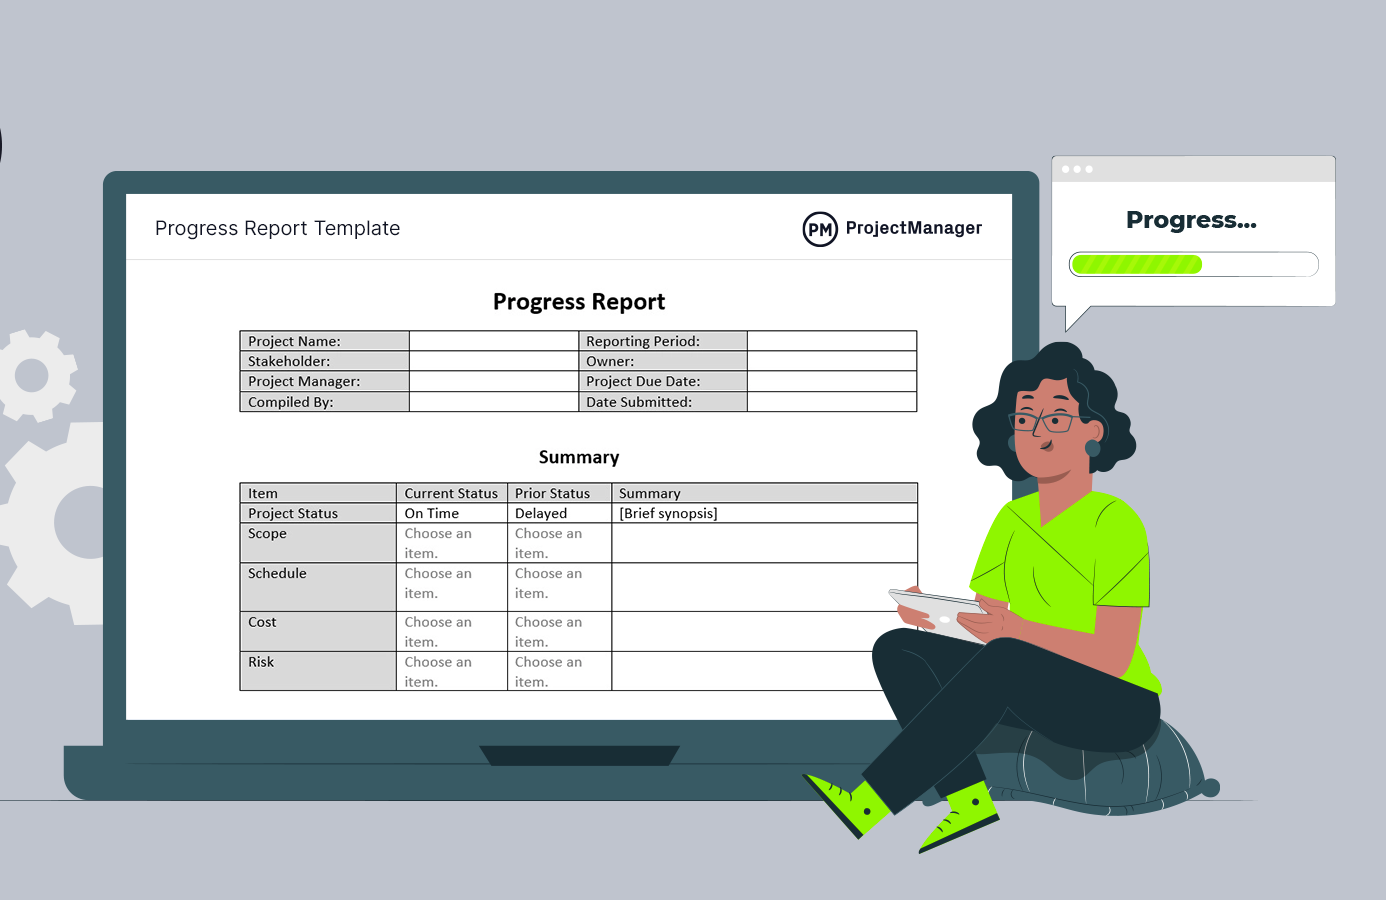 Progress Report Template
PM ProjectManager
Progress...
Progress Report
Project Name: Reporting Period:
Stakeholder: Owner:
Project Manager: Project Due Date:
Compiled By: Date Submitted:
Summary
Item Current Status Prior Status Summary
Project Status On Time Delayed [Brief synopsis]
Scope Choose an Choose an
item. item.
Schedule Choose an Choose an
item. item.
Cost Choose an Choose an
item. item.
Risk Choose an Choose an
item. item.